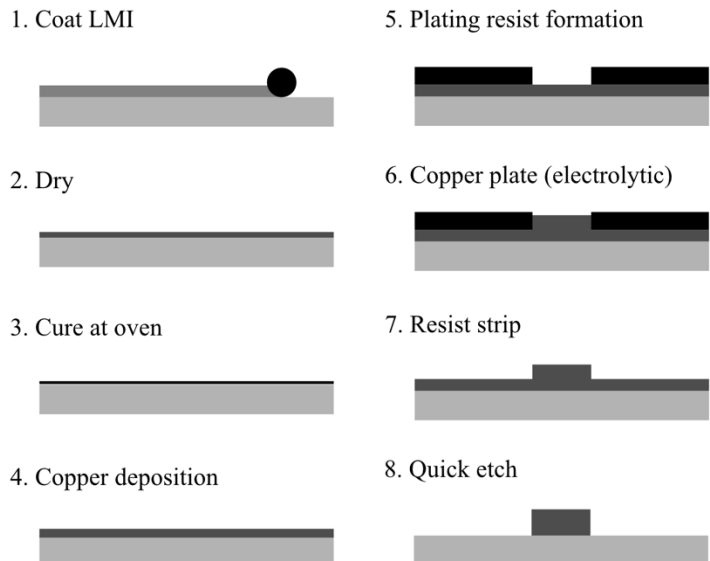 1. Coat LMI
2. Dry
3. Cure at oven
4. Copper deposition
5. Plating resist formation
6. Copper plate (electrolytic)
7. Resist strip
8. Quick etch